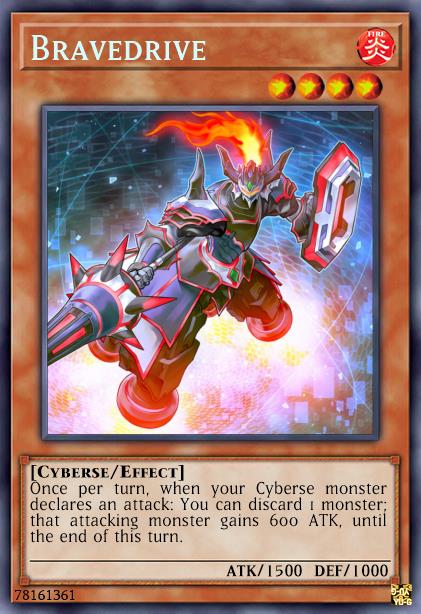 BRAVEDRIVE
FIRE
炎
[CYBERSE/EFFECT]
Once per turn, when your Cyberse monster
declares an attack: You can discard 1 monster;
that attacking monster gains 600 ATK, until
the end of this turn.
ATK/1500 DEF/1000
78161361